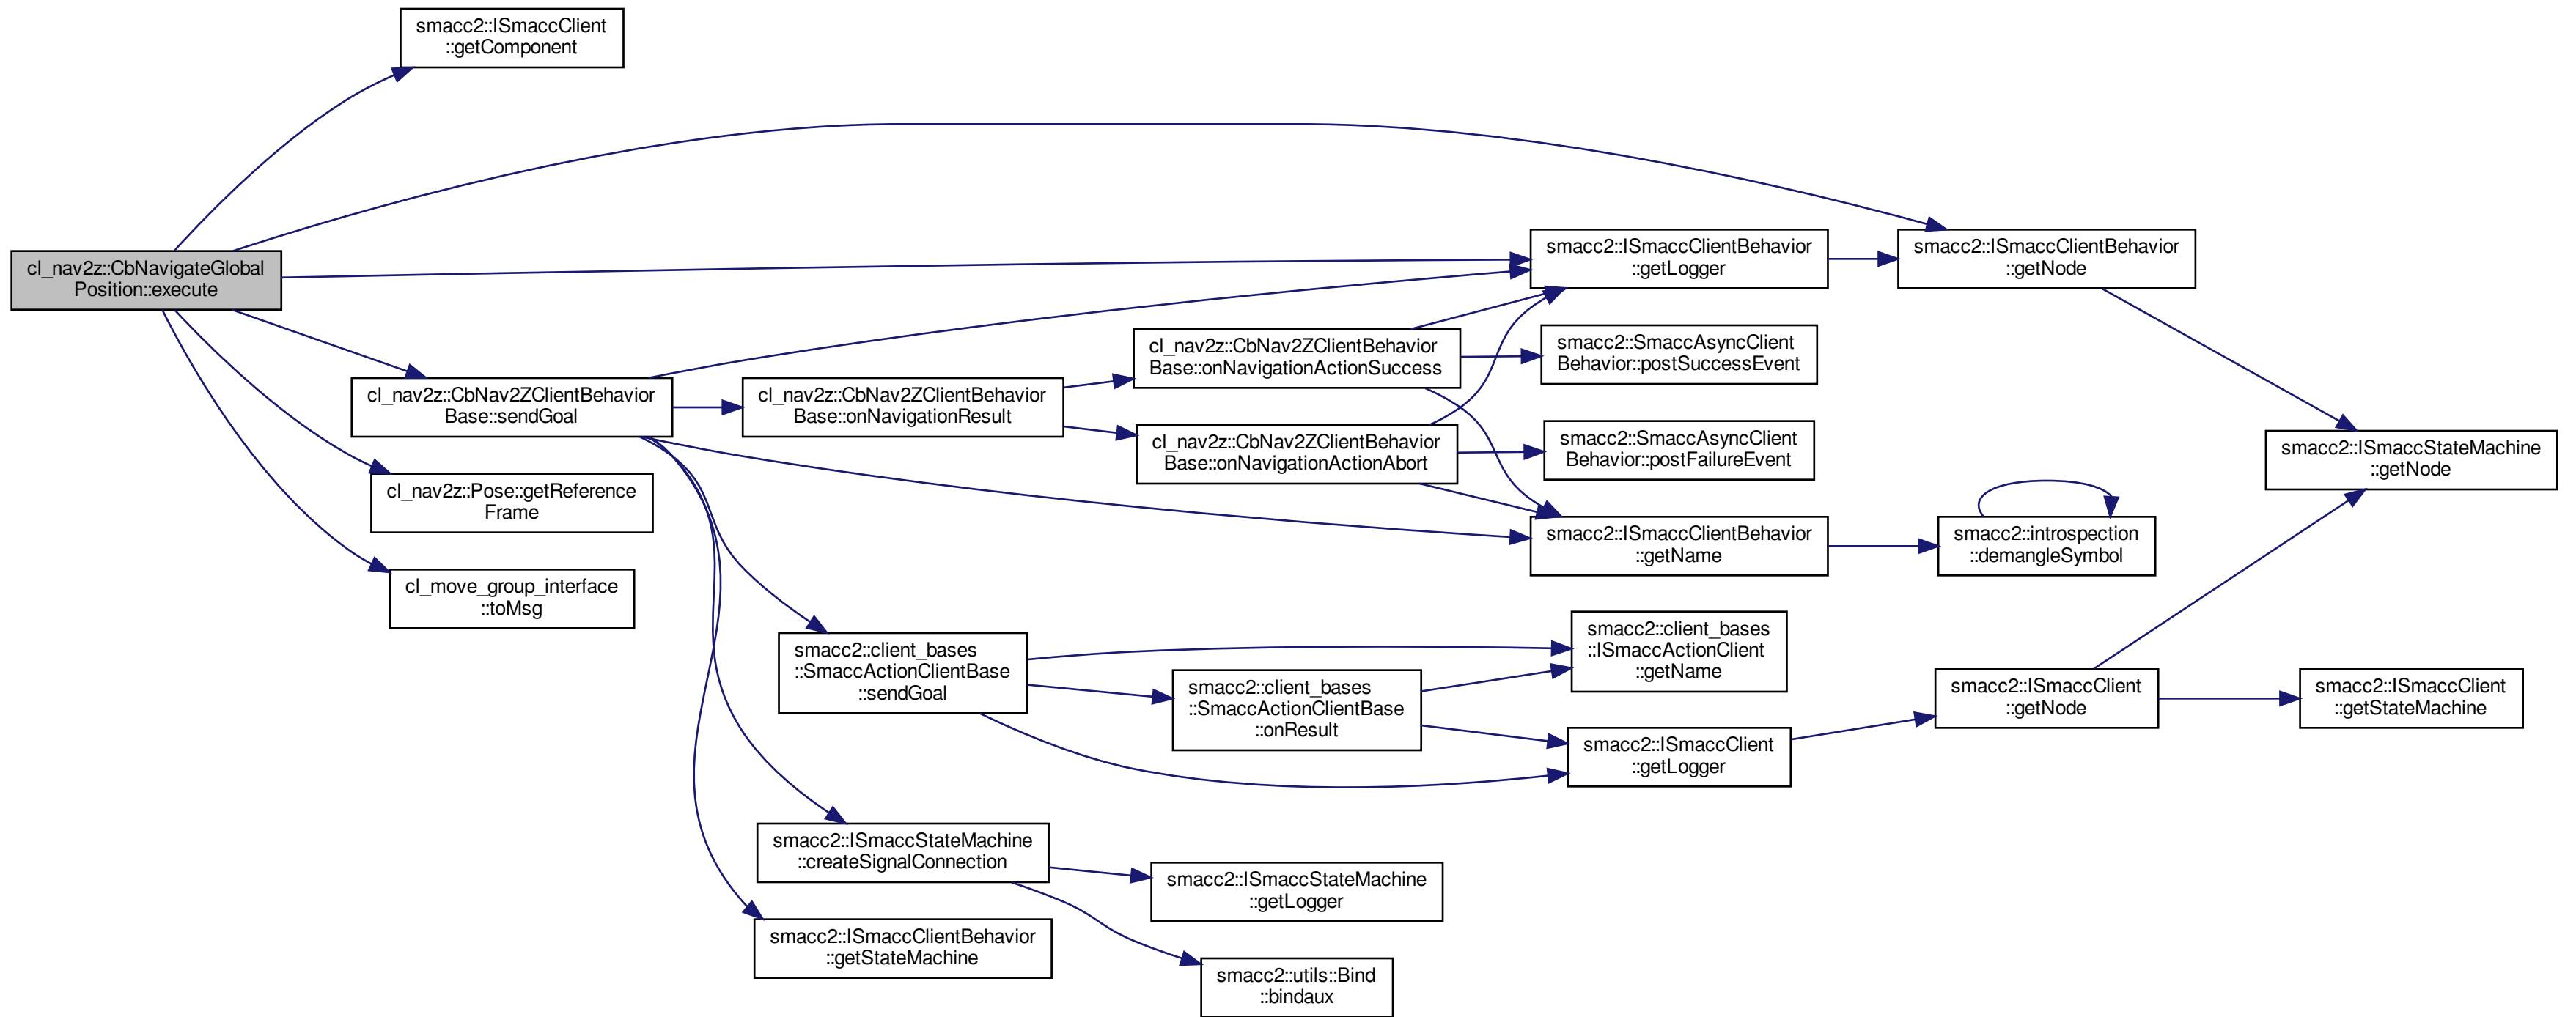 smacc2::ISmaccClient
::getComponent
cl_nav2z::CbNavigateGlobal
Position::execute
smacc2::ISmaccClientBehavior
::getLogger
smacc2::ISmaccClientBehavior
::getNode
cl_nav2z::CbNav2ZClientBehavior
Base::sendGoal
cl_nav2z::CbNav2ZClientBehavior
Base::onNavigationResult
cl_nav2z::CbNav2ZClientBehavior
Base::onNavigationActionSuccess
smacc2::SmaccAsyncClient
Behavior::postSuccessEvent
cl_nav2z::CbNav2ZClientBehavior
Base::onNavigationActionAbort
smacc2::SmaccAsyncClient
Behavior::postFailureEvent
smacc2::ISmaccStateMachine
::getNode
cl_nav2z::Pose::getReference
Frame
smacc2::ISmaccClientBehavior
::getName
smacc2::introspection
::demangleSymbol
cl_move_group_interface
::toMsg
smacc2::client_bases
::SmaccActionClientBase
::sendGoal
smacc2::client_bases
::ISmaccActionClient
::getName
smacc2::client_bases
::SmaccActionClientBase
::onResult
smacc2::ISmaccClient
::getLogger
smacc2::ISmaccClient
::getNode
smacc2::ISmaccClient
::getStateMachine
smacc2::ISmaccStateMachine
::createSignalConnection
smacc2::ISmaccStateMachine
::getLogger
smacc2::ISmaccClientBehavior
::getStateMachine
smacc2::utils::Bind
::bindaux